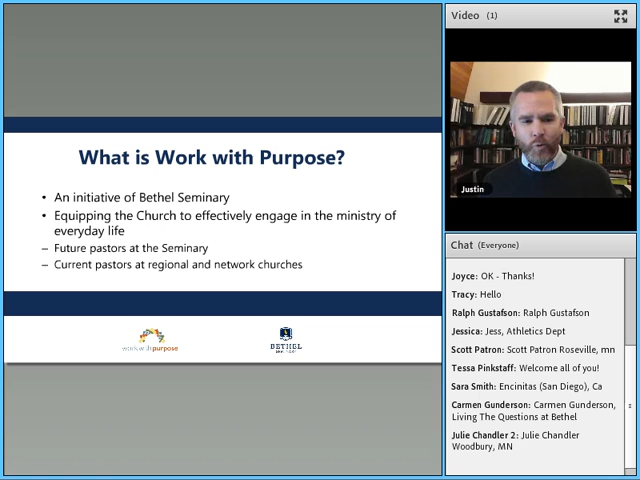 Video (1)
Justin
What is Work with Purpose?
• An initiative of Bethel Seminary
• Equipping the Church to effectively engage in the ministry of
everyday life
– Future pastors at the Seminary
– Current pastors at regional and network churches
workwithpurpose
BETHEL
SEMINARY
Chat (Everyone)
Joyce: OK - Thanks!
Tracy: Hello
Ralph Gustafson: Ralph Gustafson
Jessica: Jess, Athletics Dept
Scott Patron: Scott Patron Roseville, mn
Tessa Pinkstaff: Welcome all of you!
Sara Smith: Encinitas (San Diego), Ca
Carmen Gunderson: Carmen Gunderson,
Living The Questions at Bethel
Julie Chandler 2: Julie Chandler
Woodbury, MN